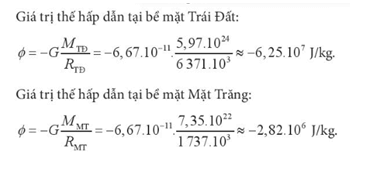 Giá trị thế hấp dẫn tại bề mặt Trái Đất:
ϕ = −G M_TĐ / R_TĐ = −6,67.10⁻¹¹. 5,97.10²⁴ / 6 371.10³ ≈ −6,25.10⁷ J/kg.
Giá trị thế hấp dẫn tại bề mặt Mặt Trăng:
ϕ = −G M_MT / R_MT = −6,67.10⁻¹¹. 7,35.10²² / 1 737.10³ ≈ −2,82.10⁶ J/kg.